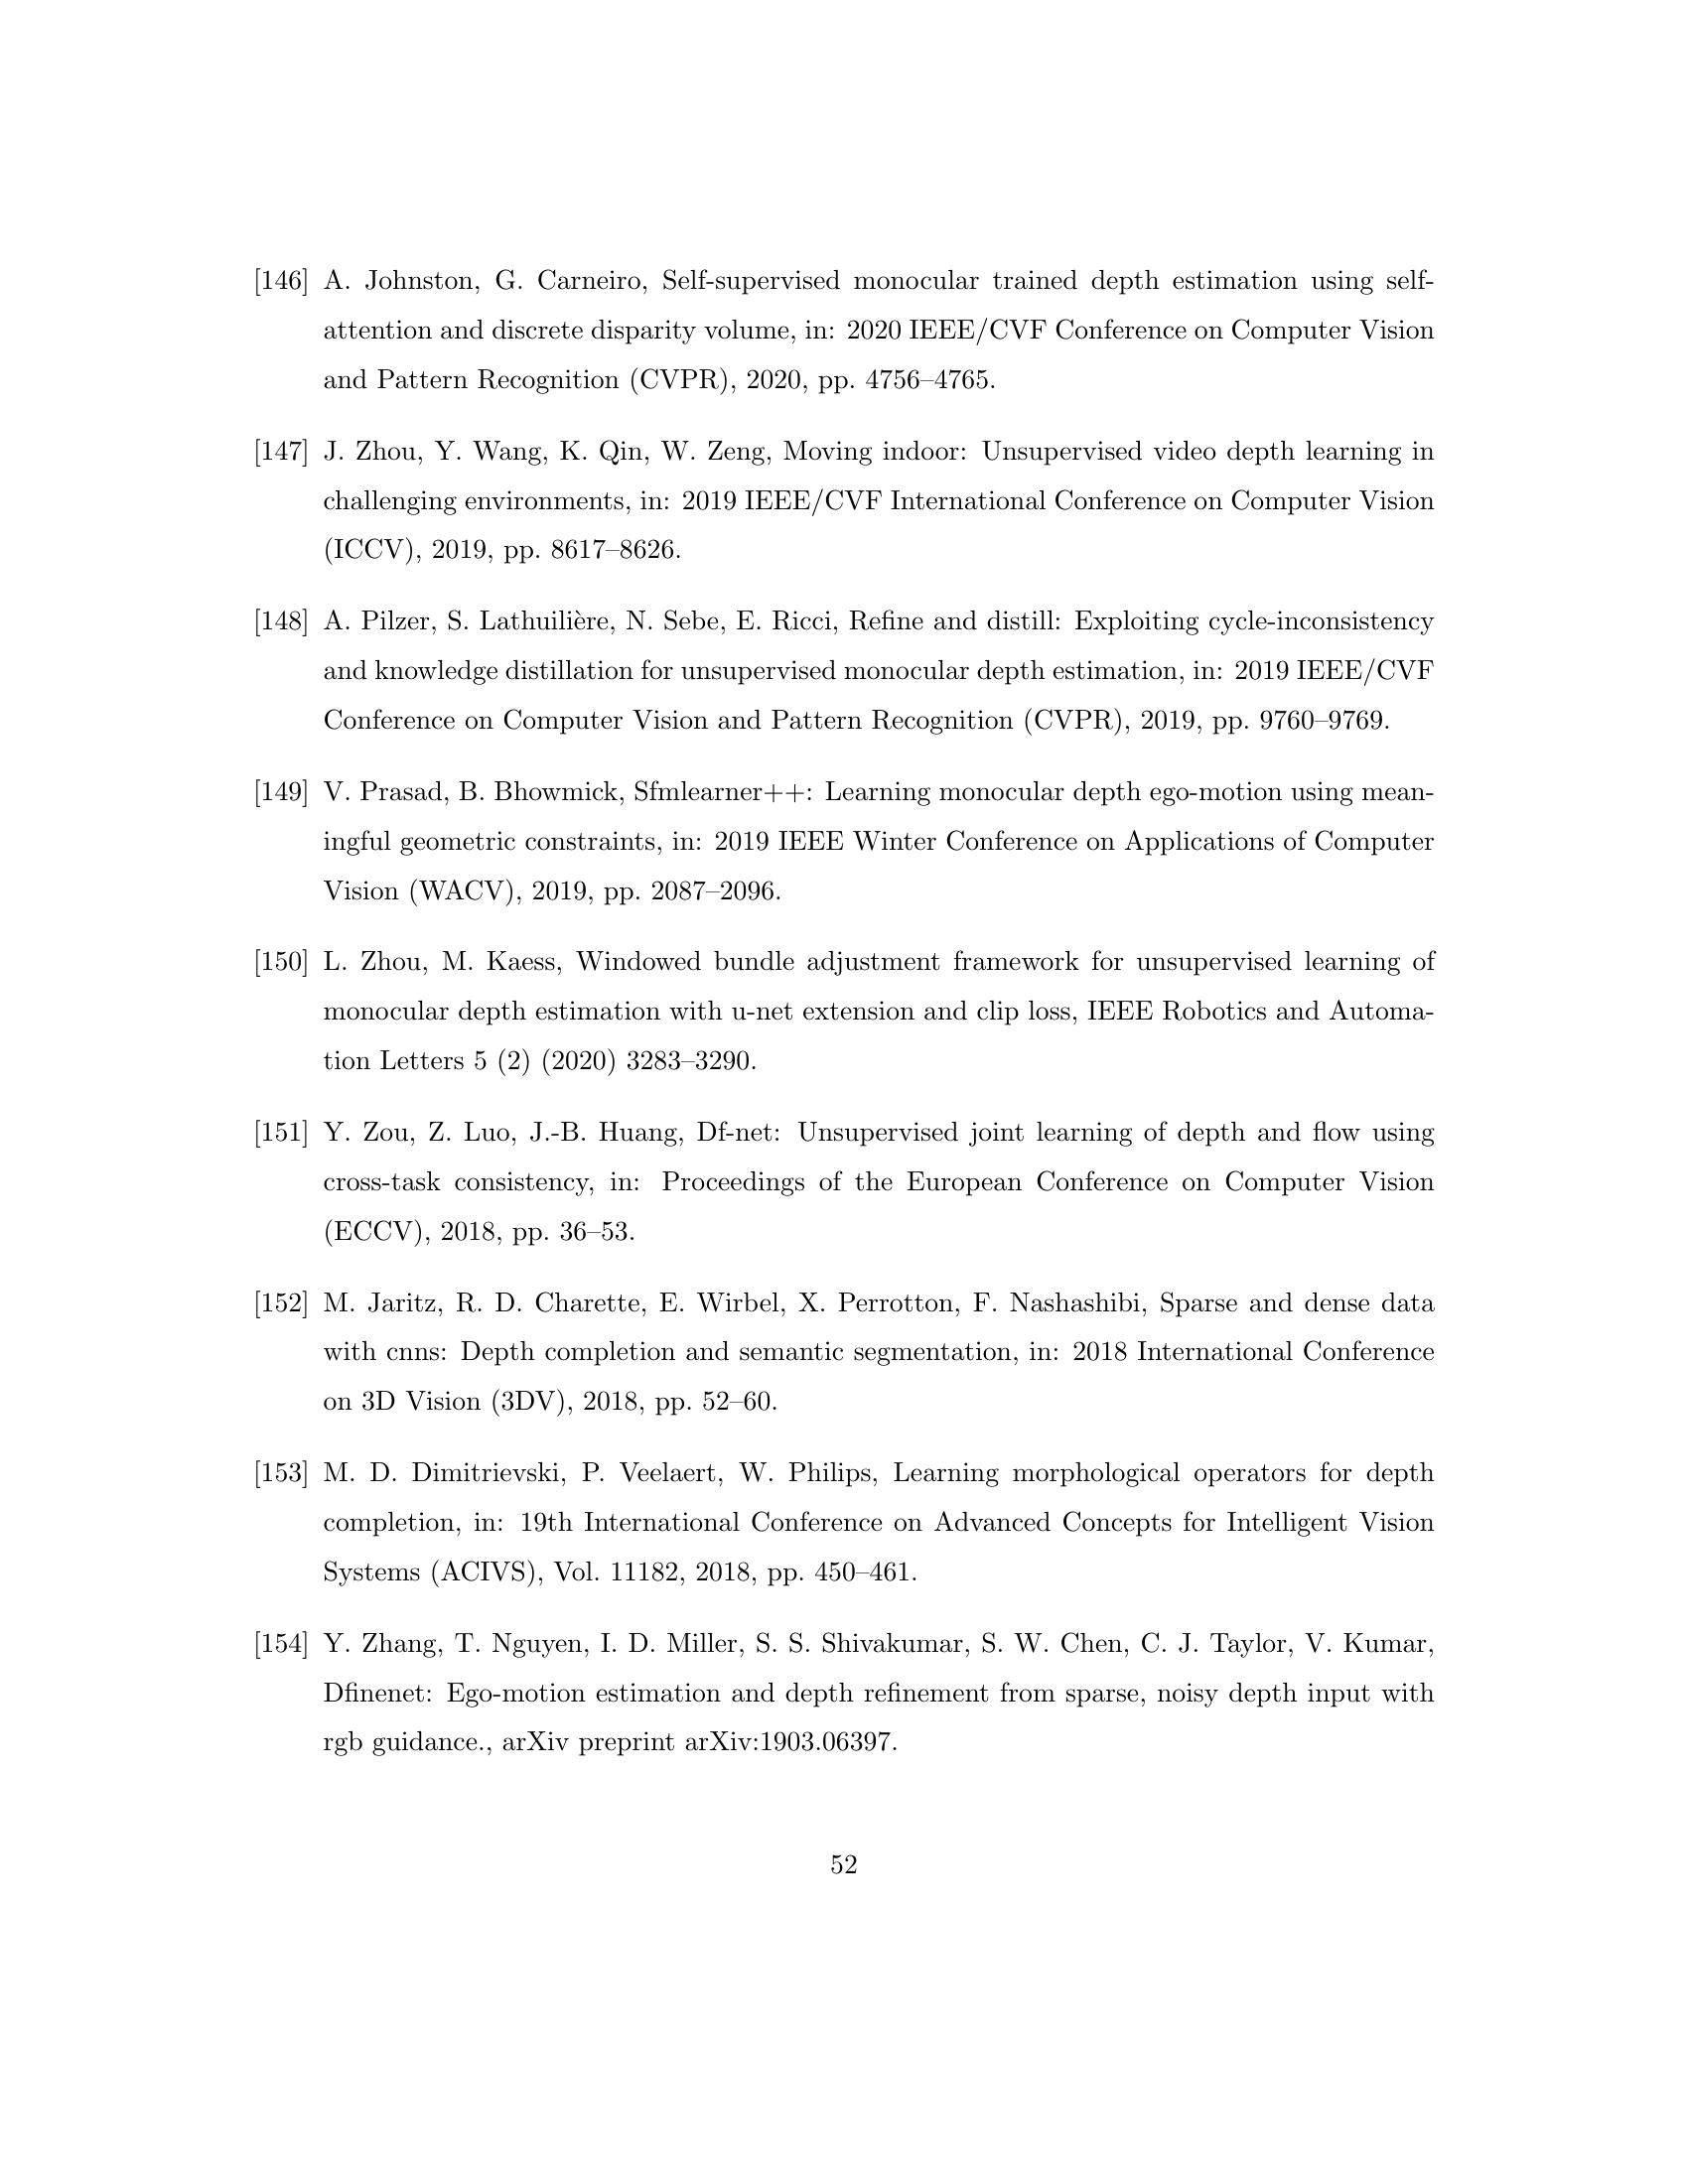 [146] A. Johnston, G. Carneiro, Self-supervised monocular trained depth estimation using self-
attention and discrete disparity volume, in: 2020 IEEE/CVF Conference on Computer Vision
and Pattern Recognition (CVPR), 2020, pp. 4756–4765.
[147] J. Zhou, Y. Wang, K. Qin, W. Zeng, Moving indoor: Unsupervised video depth learning in
challenging environments, in: 2019 IEEE/CVF International Conference on Computer Vision
(ICCV), 2019, pp. 8617–8626.
[148] A. Pilzer, S. Lathuilière, N. Sebe, E. Ricci, Refine and distill: Exploiting cycle-inconsistency
and knowledge distillation for unsupervised monocular depth estimation, in: 2019 IEEE/CVF
Conference on Computer Vision and Pattern Recognition (CVPR), 2019, pp. 9760–9769.
[149] V. Prasad, B. Bhowmick, Sfmlearner++: Learning monocular depth ego-motion using mean-
ingful geometric constraints, in: 2019 IEEE Winter Conference on Applications of Computer
Vision (WACV), 2019, pp. 2087–2096.
[150] L. Zhou, M. Kaess, Windowed bundle adjustment framework for unsupervised learning of
monocular depth estimation with u-net extension and clip loss, IEEE Robotics and Automa-
tion Letters 5 (2) (2020) 3283–3290.
[151] Y. Zou, Z. Luo, J.-B. Huang, Df-net: Unsupervised joint learning of depth and flow using
cross-task consistency, in: Proceedings of the European Conference on Computer Vision
(ECCV), 2018, pp. 36–53.
[152] M. Jaritz, R. D. Charette, E. Wirbel, X. Perrotton, F. Nashashibi, Sparse and dense data
with cnns: Depth completion and semantic segmentation, in: 2018 International Conference
on 3D Vision (3DV), 2018, pp. 52–60.
[153] M. D. Dimitrievski, P. Veelaert, W. Philips, Learning morphological operators for depth
completion, in: 19th International Conference on Advanced Concepts for Intelligent Vision
Systems (ACIVS), Vol. 11182, 2018, pp. 450–461.
[154] Y. Zhang, T. Nguyen, I. D. Miller, S. S. Shivakumar, S. W. Chen, C. J. Taylor, V. Kumar,
Dfinenet: Ego-motion estimation and depth refinement from sparse, noisy depth input with
rgb guidance., arXiv preprint arXiv:1903.06397.
52